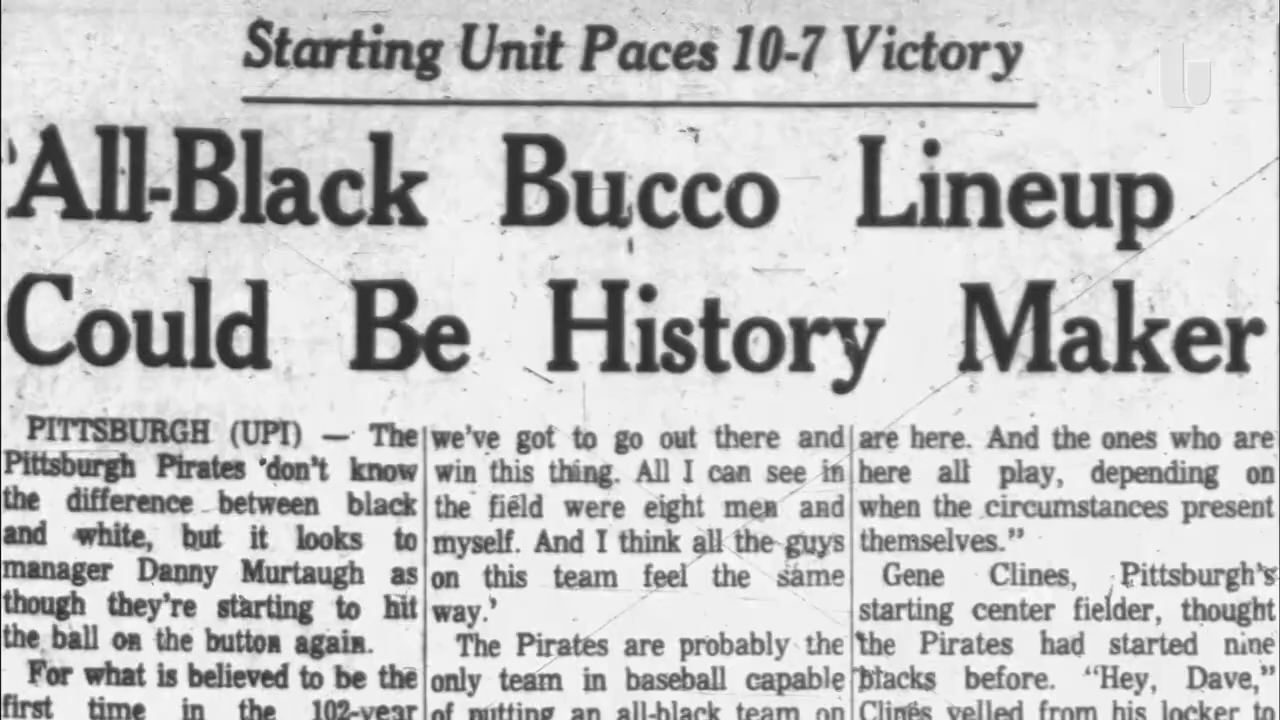 Starting Unit Paces 10-7 Victory
'All-Black Bucco Lineup
Could Be History Maker
PITTSBURGH (UPI) — The
Pittsburgh Pirates don't know
the difference between black
and white, but it looks to
manager Danny Murtaugh as
though they're starting to hit
the ball on the button again.
For what is believed to be the
first time in the 102-year
we've got to go out there and
win this thing. All I can see in
the field were eight men and
myself. And I think all the guys
on this team feel the same
way.'
The Pirates are probably the
only team in baseball capable
of putting an all-black team on
are here. And the ones who are
here all play, depending on
when the circumstances present
themselves."
Gene Clines, Pittsburgh's
starting center fielder, thought
the Pirates had started nine
blacks before. "Hey, Dave,"
Clines yelled from his locker to